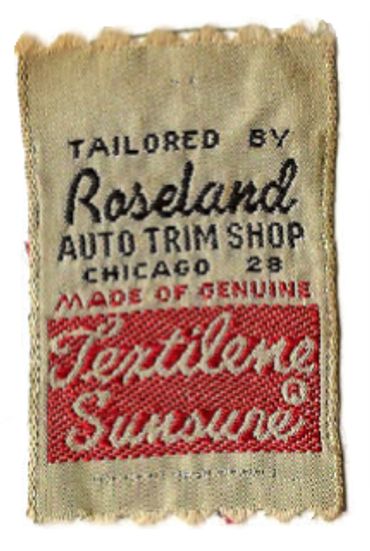 TAILORED BY
Roseland
AUTO TRIM SHOP
CHICAGO 28
MADE OF GENUINE
Textilene
Sunsure ®